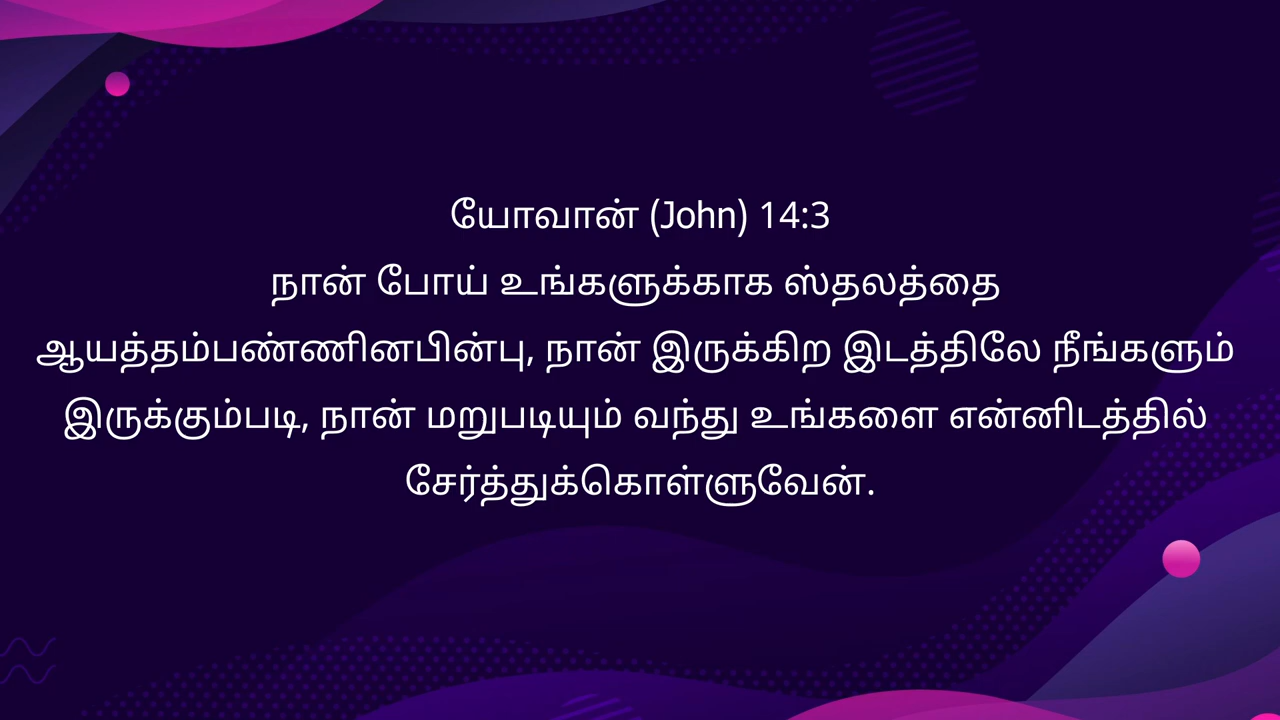 யோவான் (John) 14:3
நான் போய் உங்களுக்காக ஸ்தலத்தை
ஆயத்தம்பண்ணினபின்பு, நான் இருக்கிற இடத்திலே நீங்களும்
இருக்கும்படி, நான் மறுபடியும் வந்து உங்களை என்னிடத்தில்
சேர்த்துக்கொள்ளுவேன்.